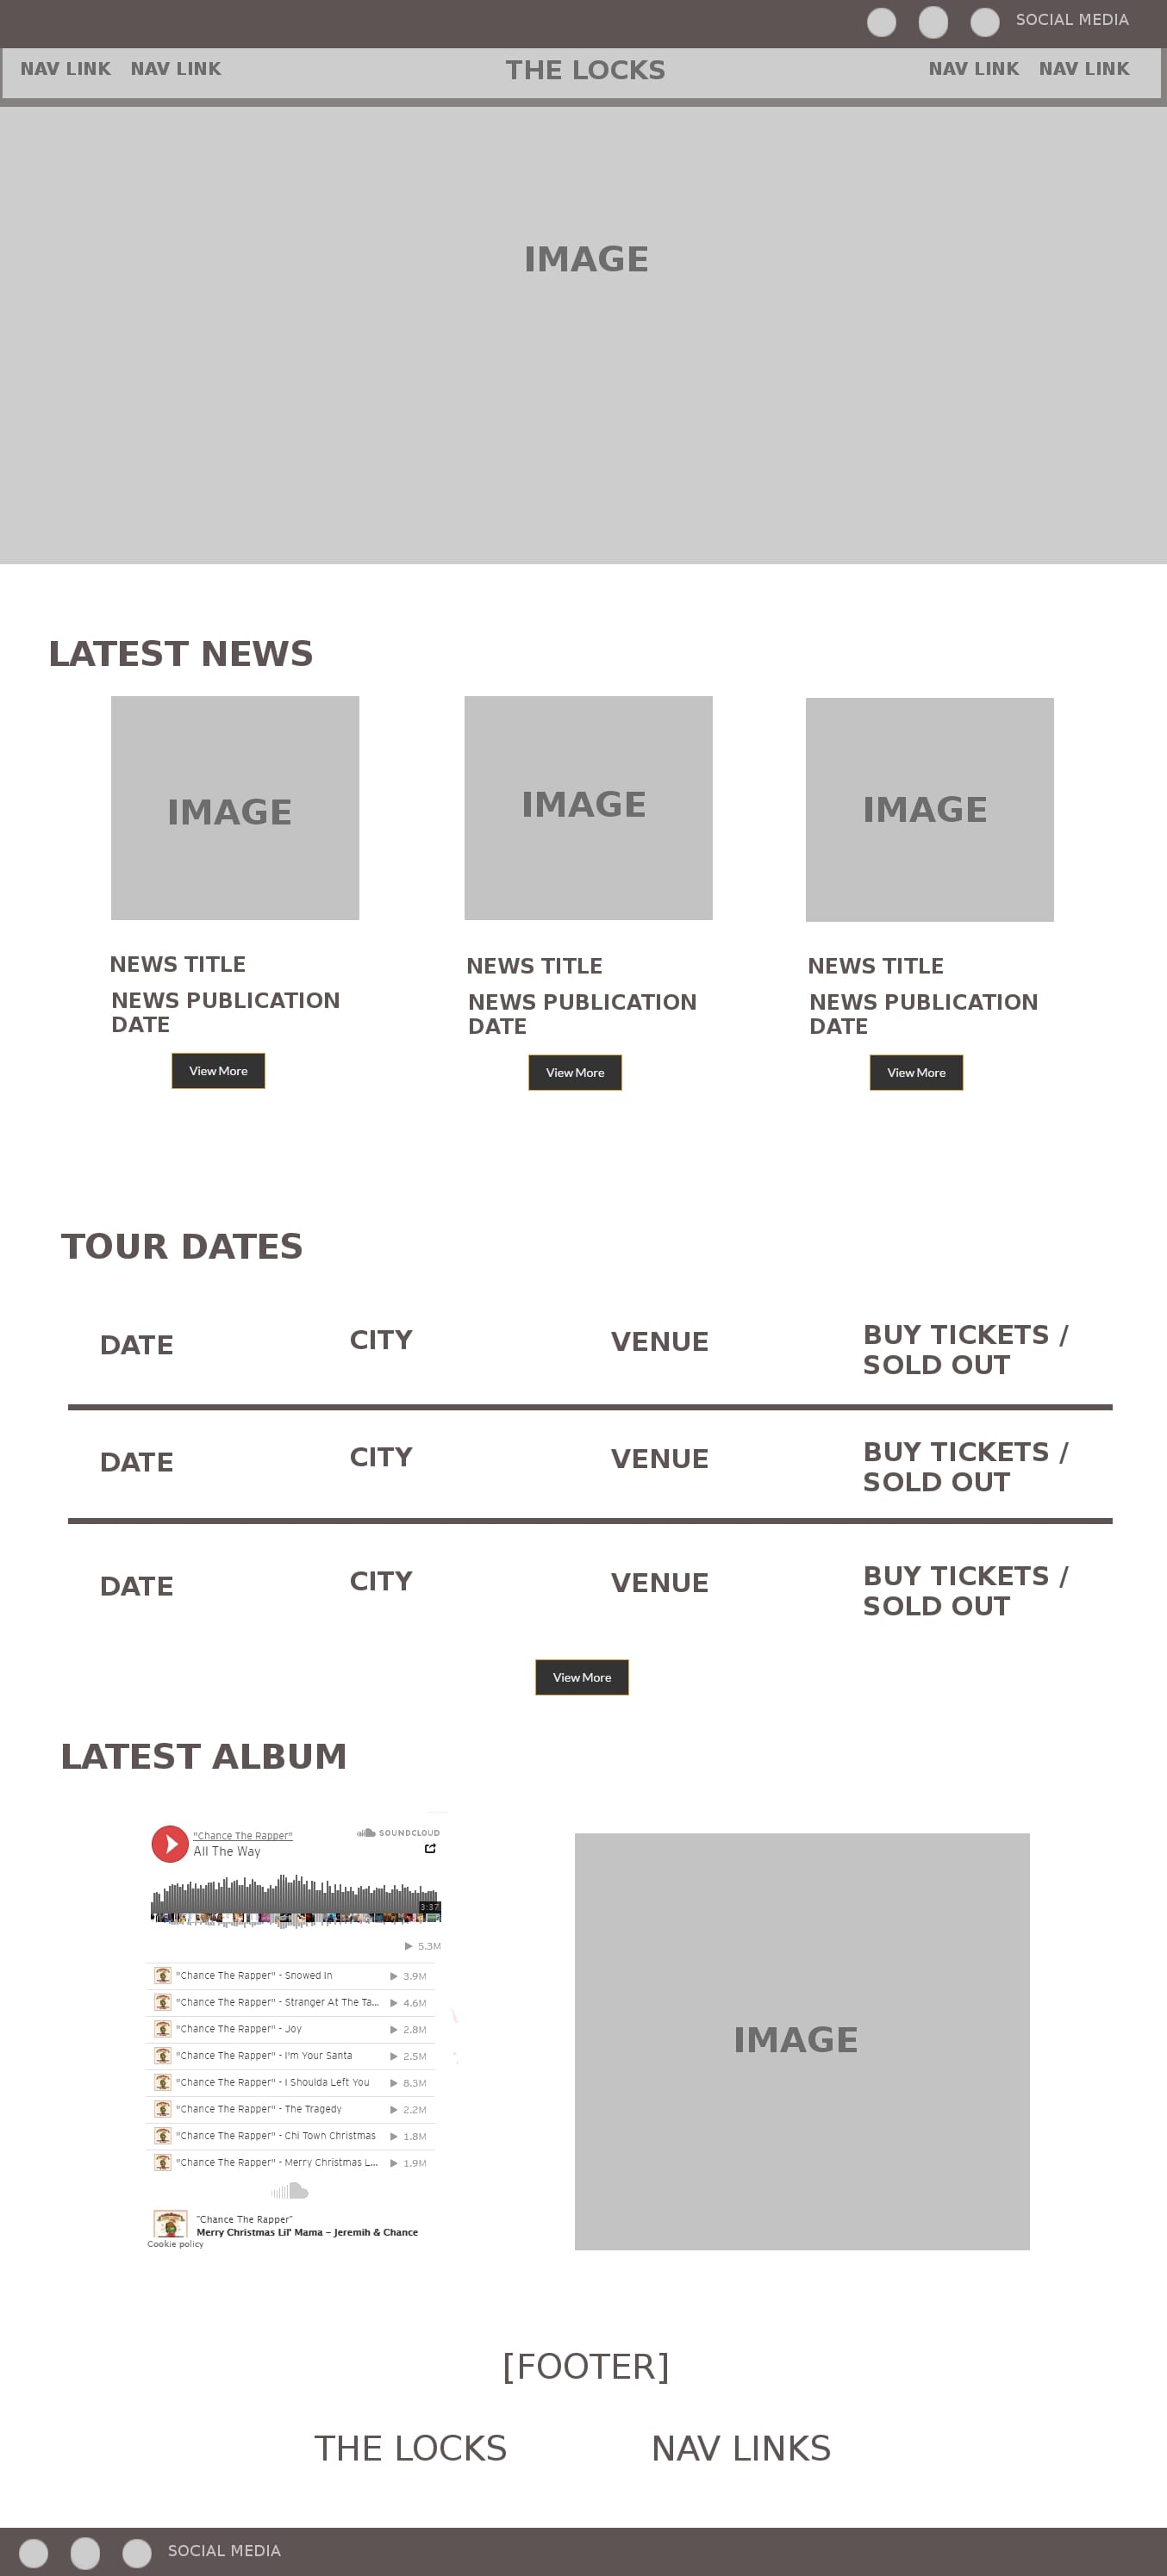 SOCIAL MEDIA
NAV LINK NAV LINK THE LOCKS NAV LINK NAV LINK
IMAGE
LATEST NEWS
IMAGE IMAGE IMAGE
NEWS TITLE NEWS TITLE NEWS TITLE
NEWS PUBLICATION NEWS PUBLICATION NEWS PUBLICATION
DATE DATE DATE
View More View More View More
TOUR DATES
DATE CITY VENUE BUY TICKETS /
SOLD OUT
DATE CITY VENUE BUY TICKETS /
SOLD OUT
DATE CITY VENUE BUY TICKETS /
SOLD OUT
View More
LATEST ALBUM
"Chance The Rapper" SOUNDCLOUD
All The Way
3:37
5.3M
"Chance The Rapper" - Snowed In 3.9M
"Chance The Rapper" - Stranger At The Ta... 4.6M
"Chance The Rapper" - Joy 2.8M
"Chance The Rapper" - I'm Your Santa 2.5M
"Chance The Rapper" - I Shoulda Left You 8.3M
"Chance The Rapper" - The Tragedy 2.2M
"Chance The Rapper" - Chi Town Christmas 1.8M
"Chance The Rapper" - Merry Christmas L... 1.9M
"Chance The Rapper"
Merry Christmas Lil' Mama – Jeremih & Chance
Cookie policy
IMAGE
[FOOTER]
THE LOCKS NAV LINKS
SOCIAL MEDIA